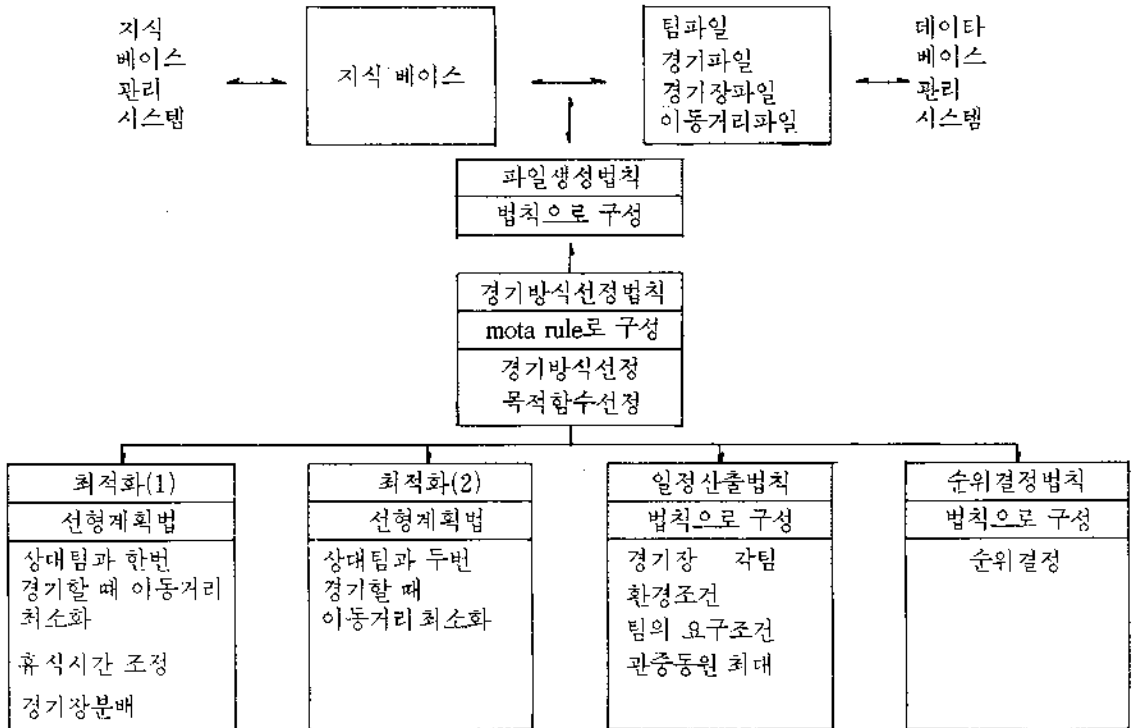 지식
베이스
관리
시스템
지식 베이스
팀파일
경기파일
경기장파일
이동거리파일
데이타
베이스
관리
시스템
파일생성법칙
법칙으로 구성
경기방식선정법칙
mota rule로 구성
경기방식선정
목적함수선정
최적화(1)
선형계획법
상대팀과 한번
경기할 때 이동거리
최소화
휴식시간 조정
경기장분배
최적화(2)
선형계획법
상대팀과 두번
경기할 때
이동거리 최소화
일정산출법칙
법칙으로 구성
경기장 각팀
환경조건
팀의 요구조건
관중동원 최대
순위결정법칙
법칙으로 구성
순위결정